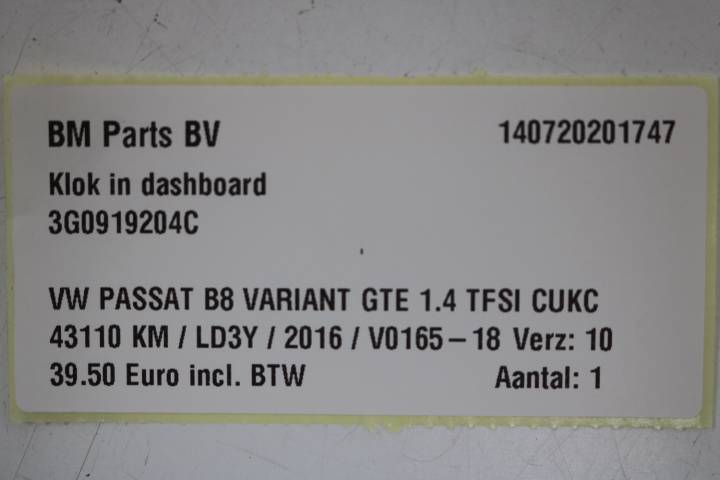 BM Parts BV 140720201747
Klok in dashboard
3G0919204C
VW PASSAT B8 VARIANT GTE 1.4 TFSI CUKC
43110 KM / LD3Y / 2016 / V0165-18 Verz: 10
39.50 Euro incl. BTW Aantal: 1